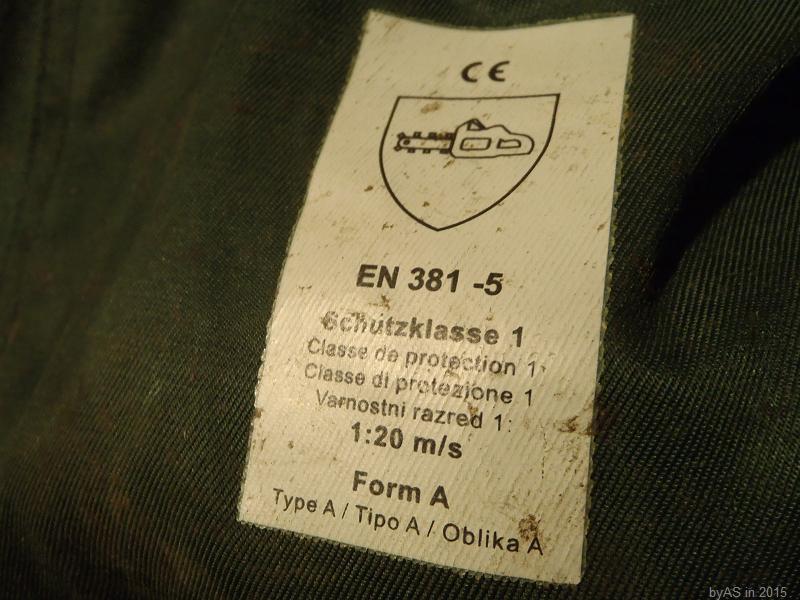 CE
EN 381 -5
Schutzklasse 1
Classe de protection 1
Classe di protezione 1
Varnostni razred 1:
1:20 m/s
Form A
Type A / Tipo A / Oblika A
byAS in 2015